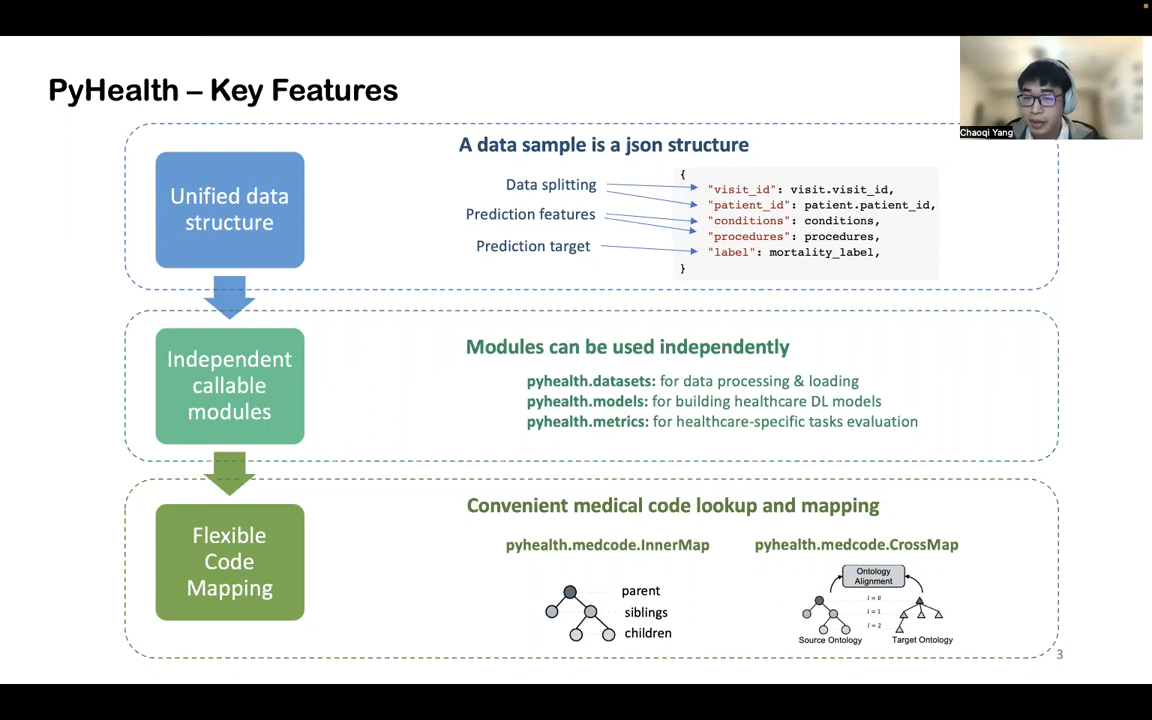 PyHealth – Key Features
Chaoqi Yang
Unified data
structure
A data sample is a json structure
Data splitting
Prediction features
Prediction target
{
"visit_id": visit.visit_id,
"patient_id": patient.patient_id,
"conditions": conditions,
"procedures": procedures,
"label": mortality_label,
}
Independent
callable
modules
Modules can be used independently
pyhealth.datasets: for data processing & loading
pyhealth.models: for building healthcare DL models
pyhealth.metrics: for healthcare-specific tasks evaluation
Flexible
Code
Mapping
Convenient medical code lookup and mapping
pyhealth.medcode.InnerMap
parent
siblings
children
pyhealth.medcode.CrossMap
Ontology
Alignment
l = 0
l = 1
l = 2
Source Ontology
Target Ontology
3